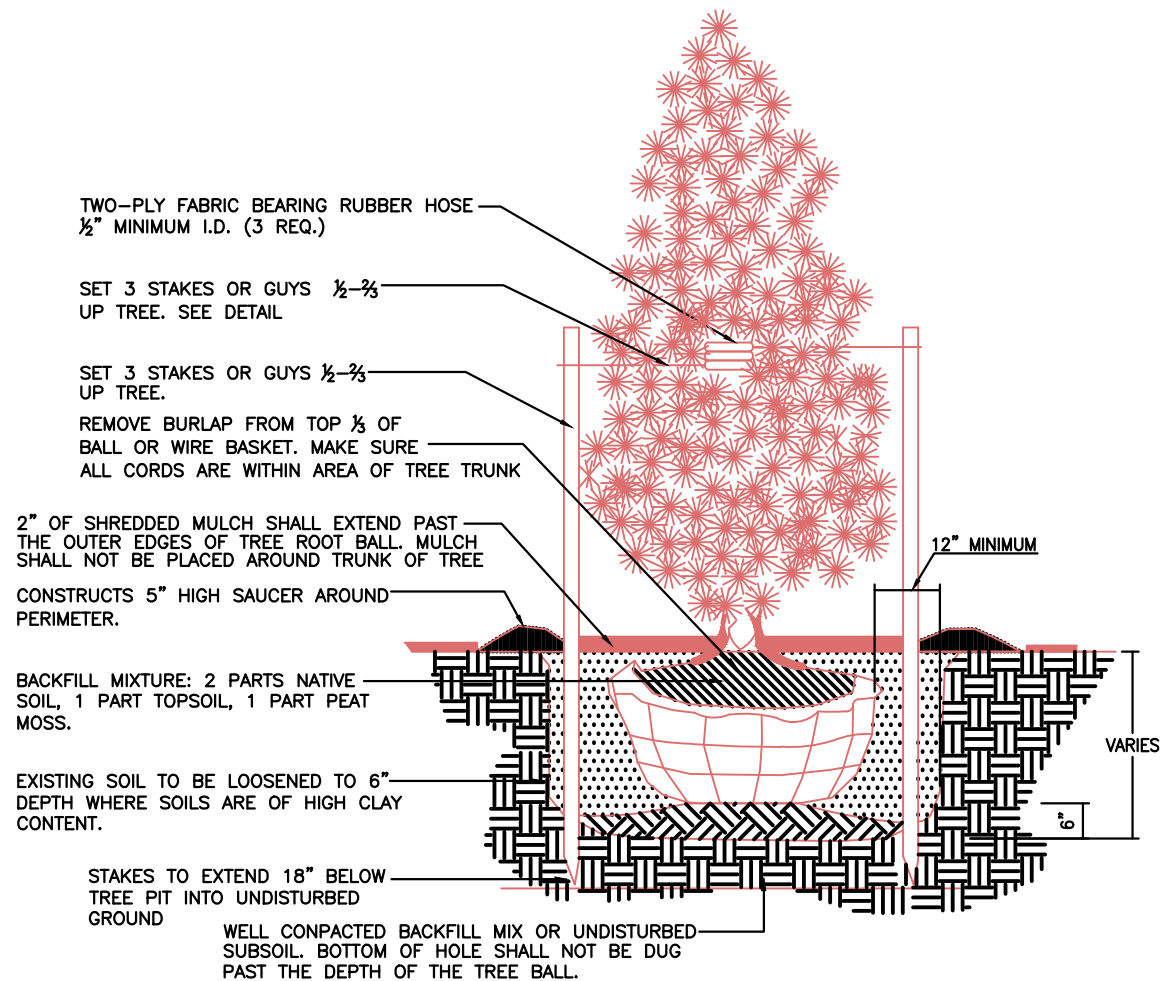 TWO-PLY FABRIC BEARING RUBBER HOSE
½" MINIMUM I.D. (3 REQ.)
SET 3 STAKES OR GUYS ½-⅔
UP TREE. SEE DETAIL
SET 3 STAKES OR GUYS ½-⅔
UP TREE.
REMOVE BURLAP FROM TOP ⅓ OF
BALL OR WIRE BASKET. MAKE SURE
ALL CORDS ARE WITHIN AREA OF TREE TRUNK
2" OF SHREDDED MULCH SHALL EXTEND PAST
THE OUTER EDGES OF TREE ROOT BALL. MULCH
SHALL NOT BE PLACED AROUND TRUNK OF TREE
12" MINIMUM
CONSTRUCTS 5" HIGH SAUCER AROUND
PERIMETER.
BACKFILL MIXTURE: 2 PARTS NATIVE
SOIL, 1 PART TOPSOIL, 1 PART PEAT
MOSS.
VARIES
EXISTING SOIL TO BE LOOSENED TO 6"
DEPTH WHERE SOILS ARE OF HIGH CLAY
CONTENT.
6"
STAKES TO EXTEND 18" BELOW
TREE PIT INTO UNDISTURBED
GROUND
WELL CONPACTED BACKFILL MIX OR UNDISTURBED
SUBSOIL. BOTTOM OF HOLE SHALL NOT BE DUG
PAST THE DEPTH OF THE TREE BALL.